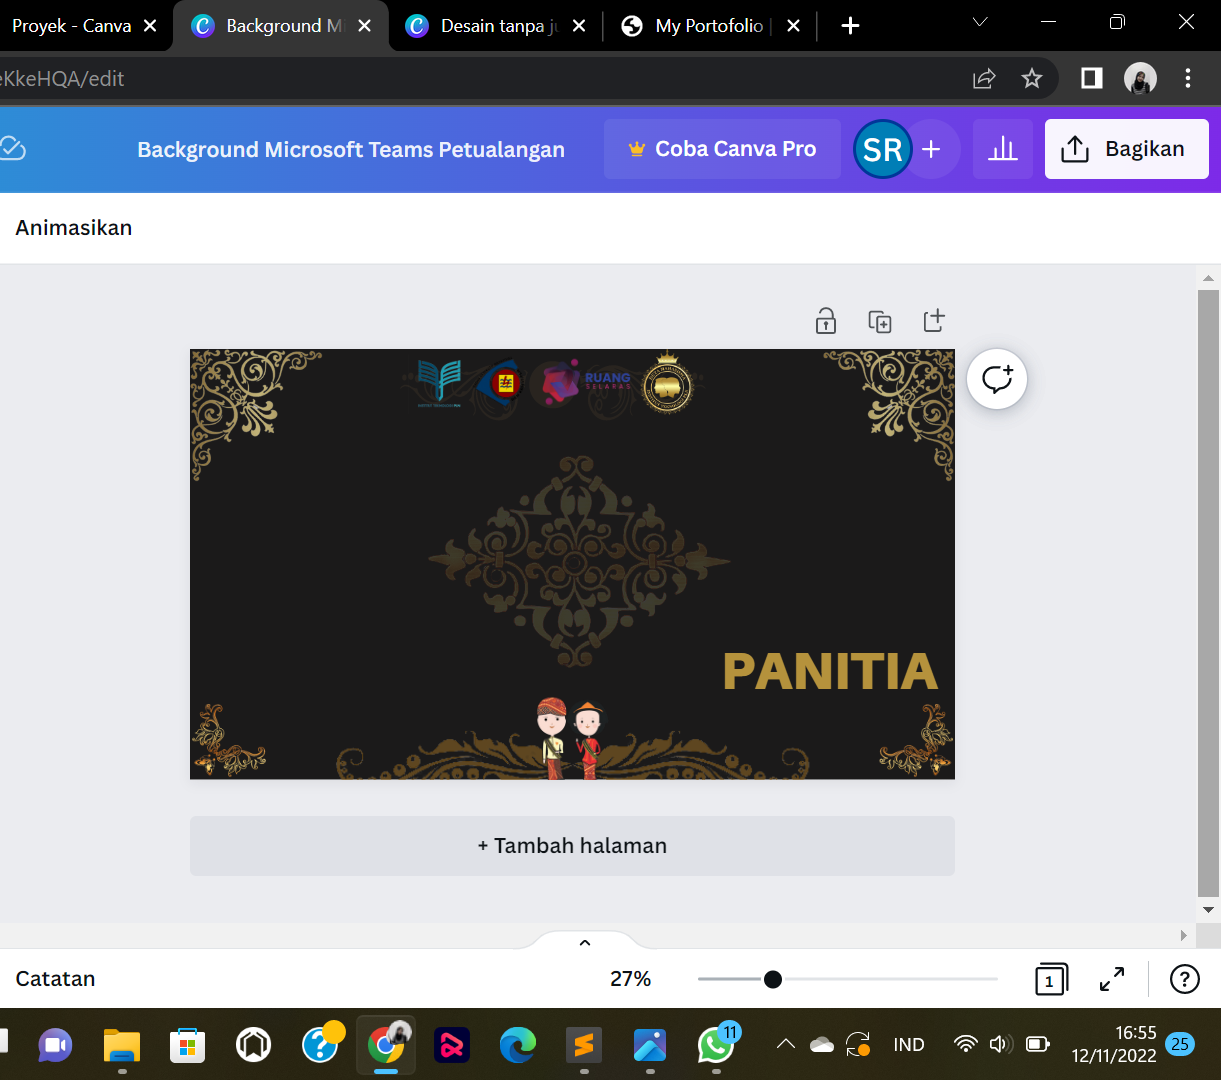 Proyek - Canva
Background M
Desain tanpa ju
My Portofolio
eKkeHQA/edit
Background Microsoft Teams Petualangan
Coba Canva Pro
SR
Bagikan
Animasikan
RUANG
SELARAS
PANITIA
+ Tambah halaman
Catatan
27%
1
11
IND
16:55
12/11/2022
25